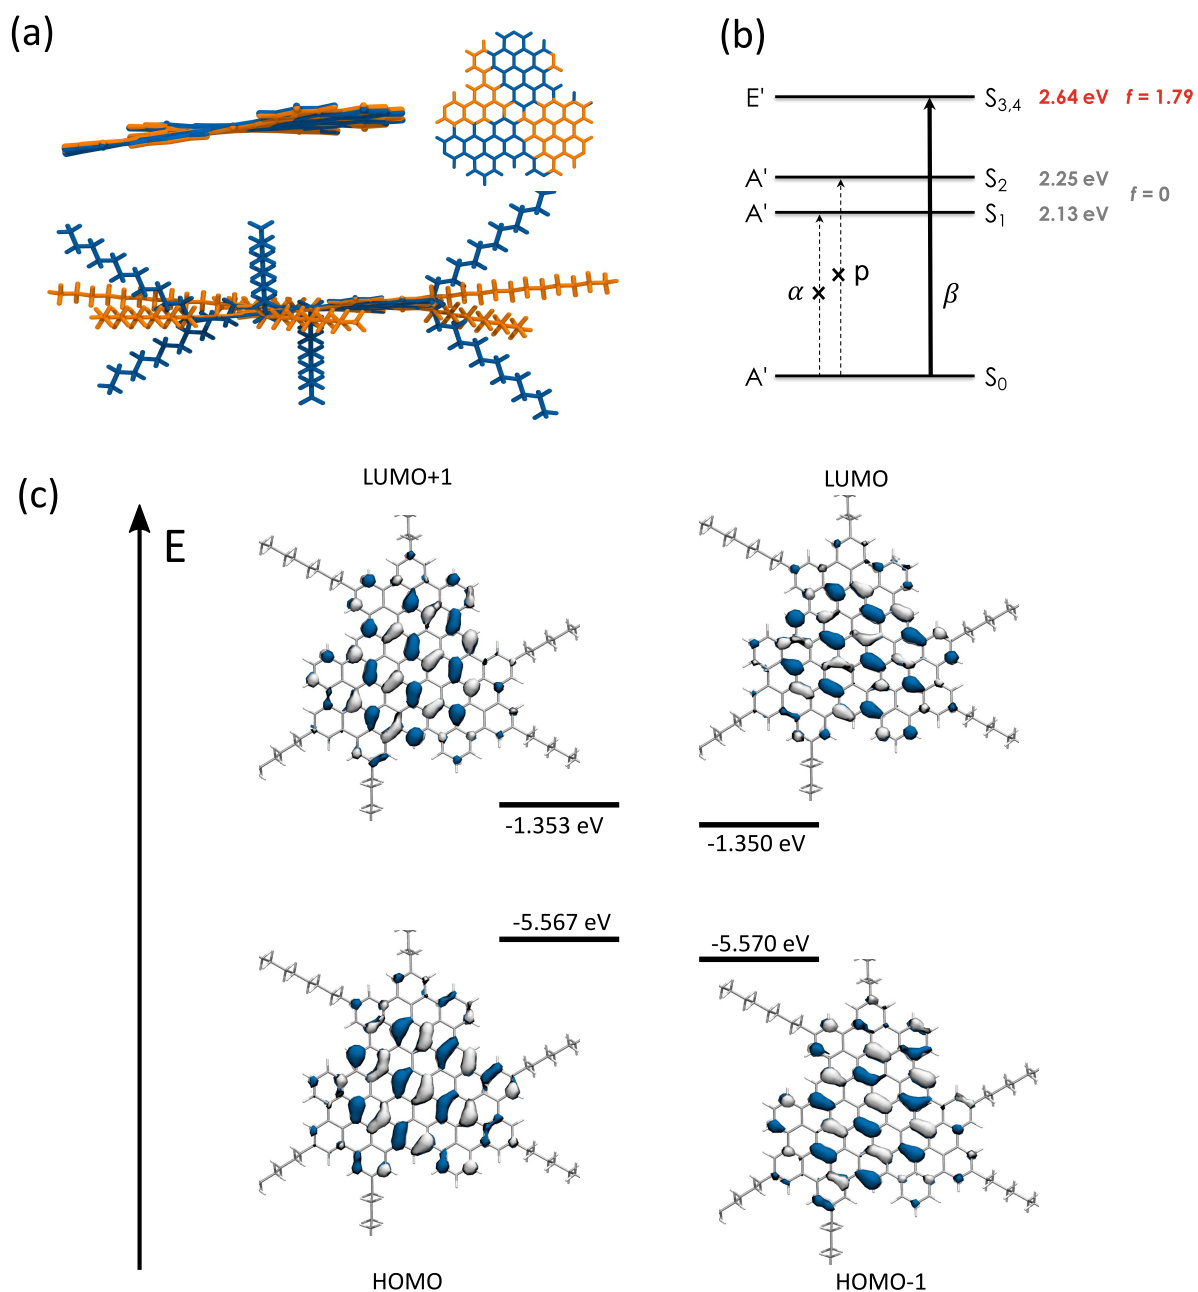 (a)
(b)
E' S3,4 2.64 eV f = 1.79
A' S2 2.25 eV
f = 0
A' S1 2.13 eV
α p β
A' S0
(c)
E
LUMO+1
LUMO
-1.353 eV
-1.350 eV
-5.567 eV
-5.570 eV
HOMO
HOMO-1